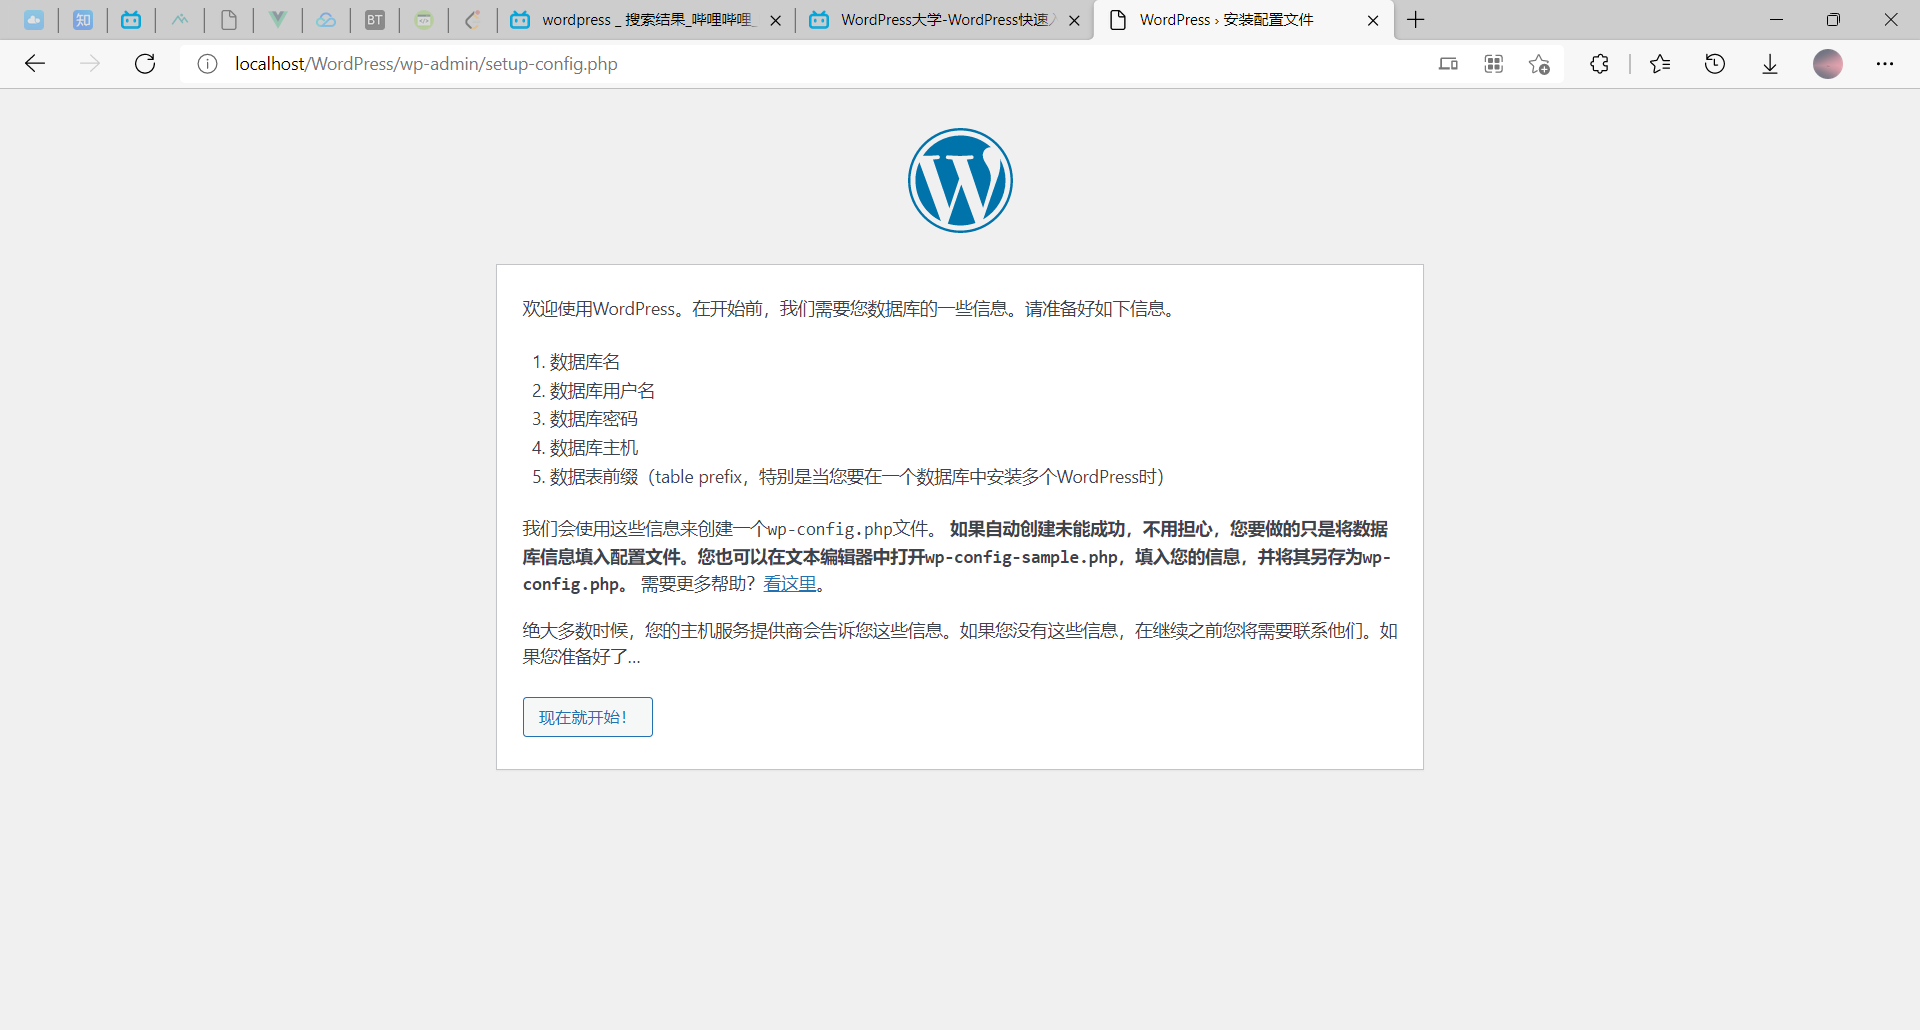 知
BT
wordpress _ 搜索结果_哔哩哔哩_
WordPress大学-WordPress快速
WordPress › 安装配置文件
localhost/WordPress/wp-admin/setup-config.php
欢迎使用WordPress。在开始前，我们需要您数据库的一些信息。请准备好如下信息。
1. 数据库名
2. 数据库用户名
3. 数据库密码
4. 数据库主机
5. 数据表前缀（table prefix，特别是当您要在一个数据库中安装多个WordPress时）
我们会使用这些信息来创建一个wp-config.php文件。 如果自动创建未能成功，不用担心，您要做的只是将数据
库信息填入配置文件。您也可以在文本编辑器中打开wp-config-sample.php，填入您的信息，并将其另存为wp-
config.php。 需要更多帮助？看这里。
绝大多数时候，您的主机服务提供商会告诉您这些信息。如果您没有这些信息，在继续之前您将需要联系他们。如
果您准备好了…
现在就开始！